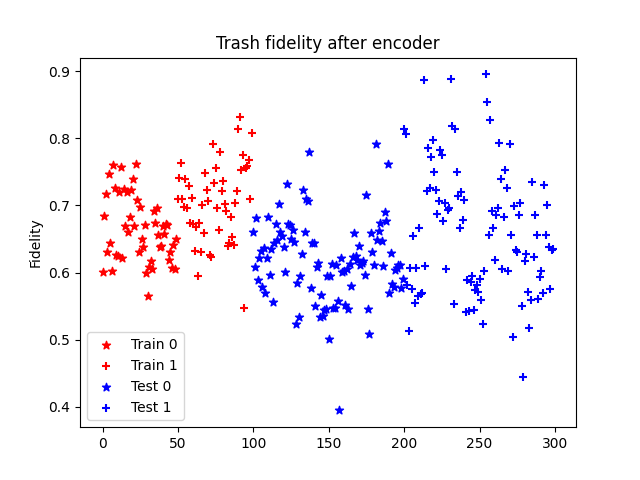 Trash fidelity after encoder
0.9
0.8
0.7
0.6
0.5
0.4
Fidelity
Train 0
Train 1
Test 0
Test 1
0 50 100 150 200 250 300